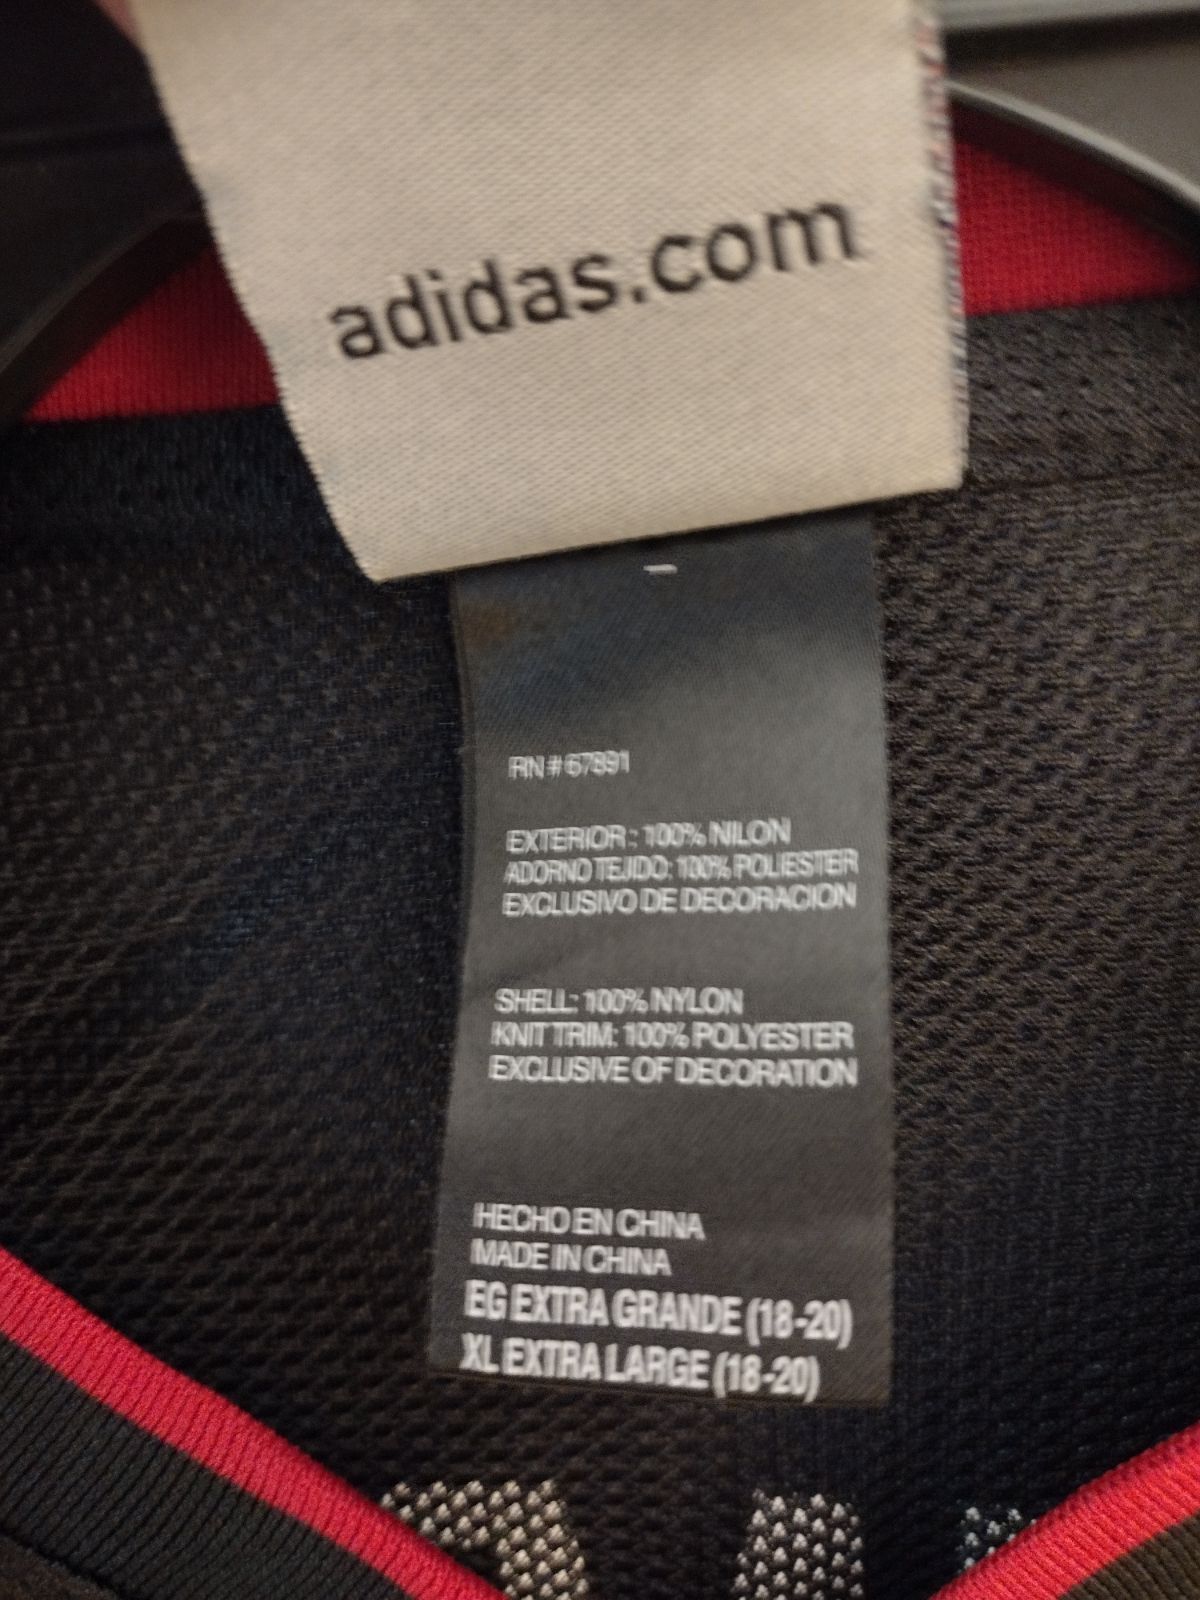 adidas.com
RN # 67891
EXTERIOR : 100% NILON
ADORNO TEJIDO: 100% POLIESTER
EXCLUSIVO DE DECORACION
SHELL: 100% NYLON
KNIT TRIM: 100% POLYESTER
EXCLUSIVE OF DECORATION
HECHO EN CHINA
MADE IN CHINA
EG EXTRA GRANDE (18-20)
XL EXTRA LARGE (18-20)